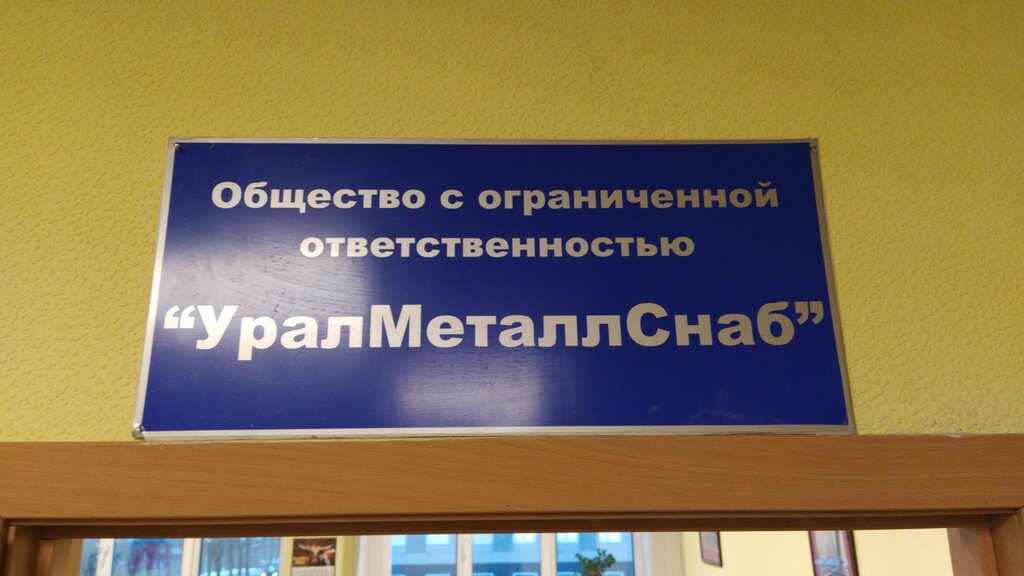 Общество с ограниченной
ответственностью
“УралМеталлСнаб”